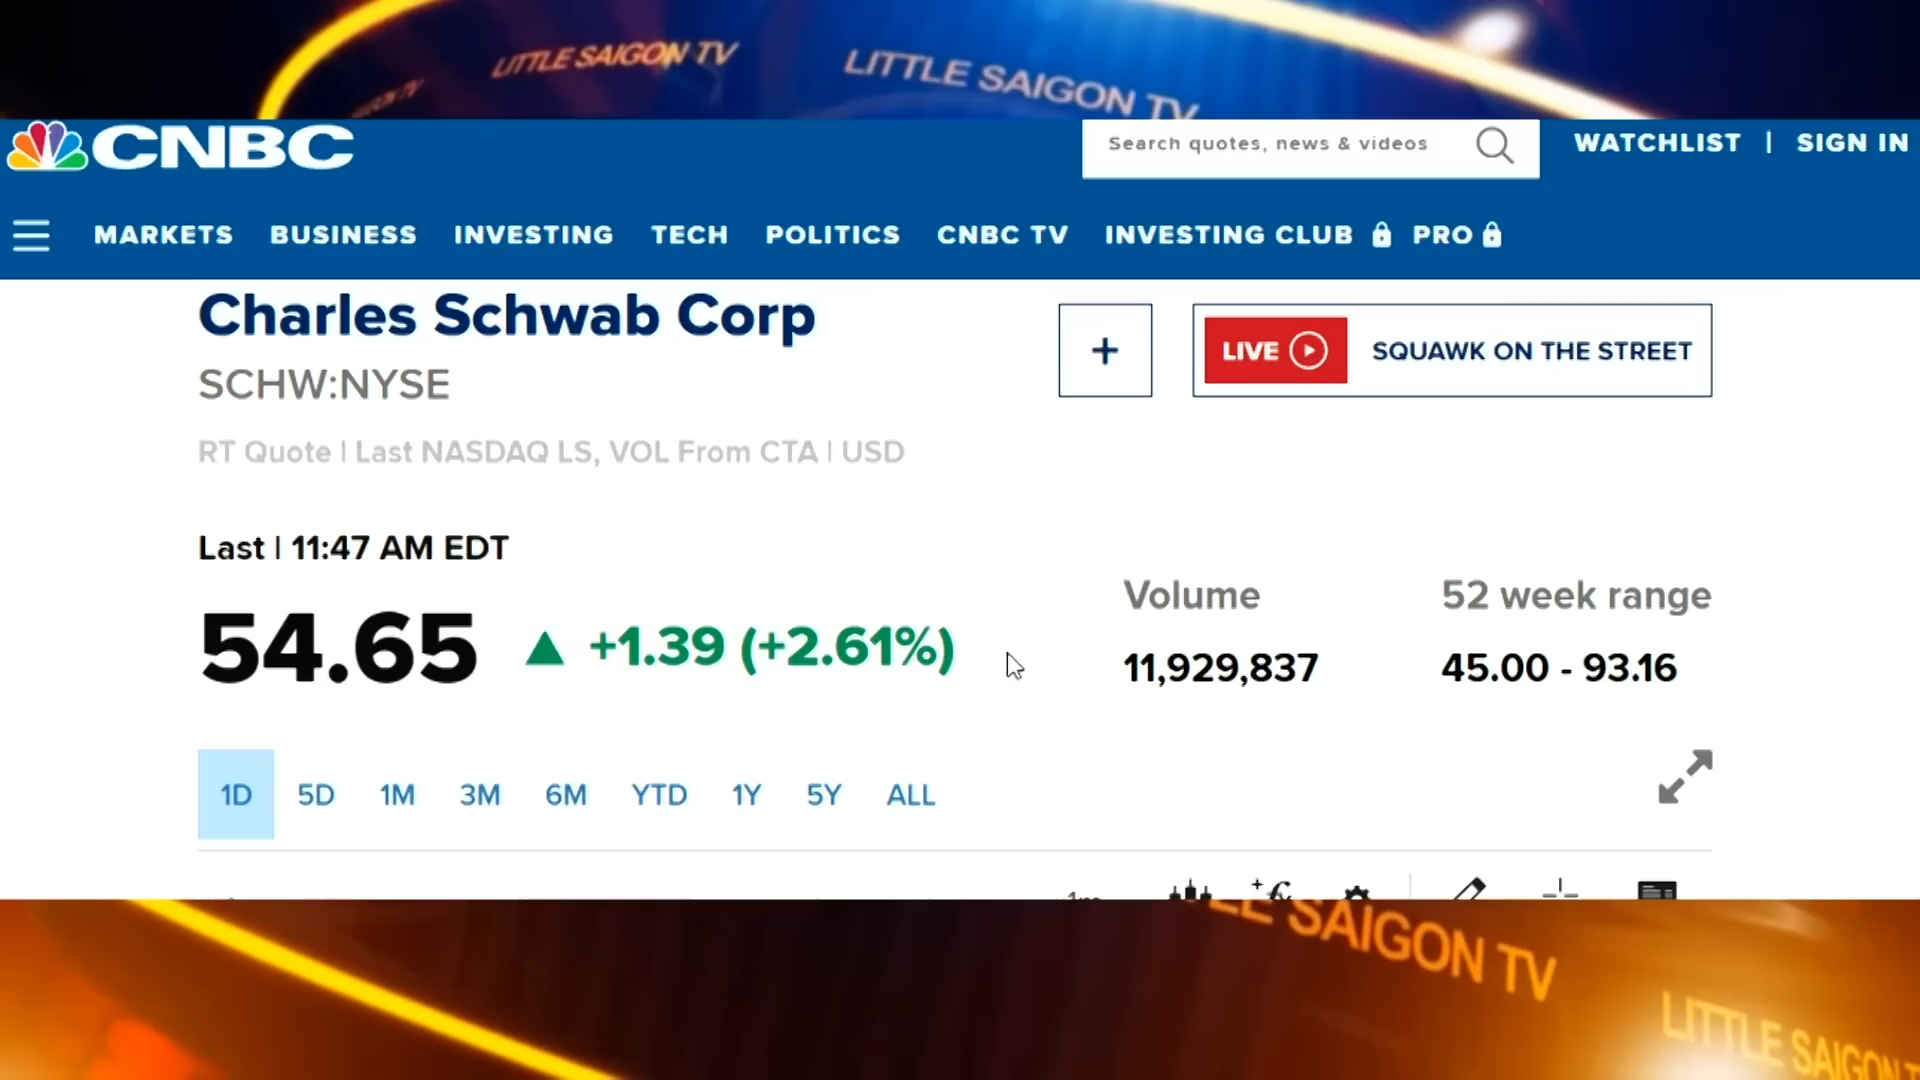 LITTLE SAIGON TV
LITTLE SAIGON TV
CNBC
Search quotes, news & videos
WATCHLIST | SIGN IN
MARKETS BUSINESS INVESTING TECH POLITICS CNBC TV INVESTING CLUB PRO
Charles Schwab Corp
+
LIVE SQUAWK ON THE STREET
SCHW:NYSE
RT Quote | Last NASDAQ LS, VOL From CTA | USD
Last | 11:47 AM EDT
Volume 52 week range
54.65 +1.39 (+2.61%)
11,929,837 45.00 - 93.16
1D 5D 1M 3M 6M YTD 1Y 5Y ALL
SAIGON TV
LITTLE SAIGON